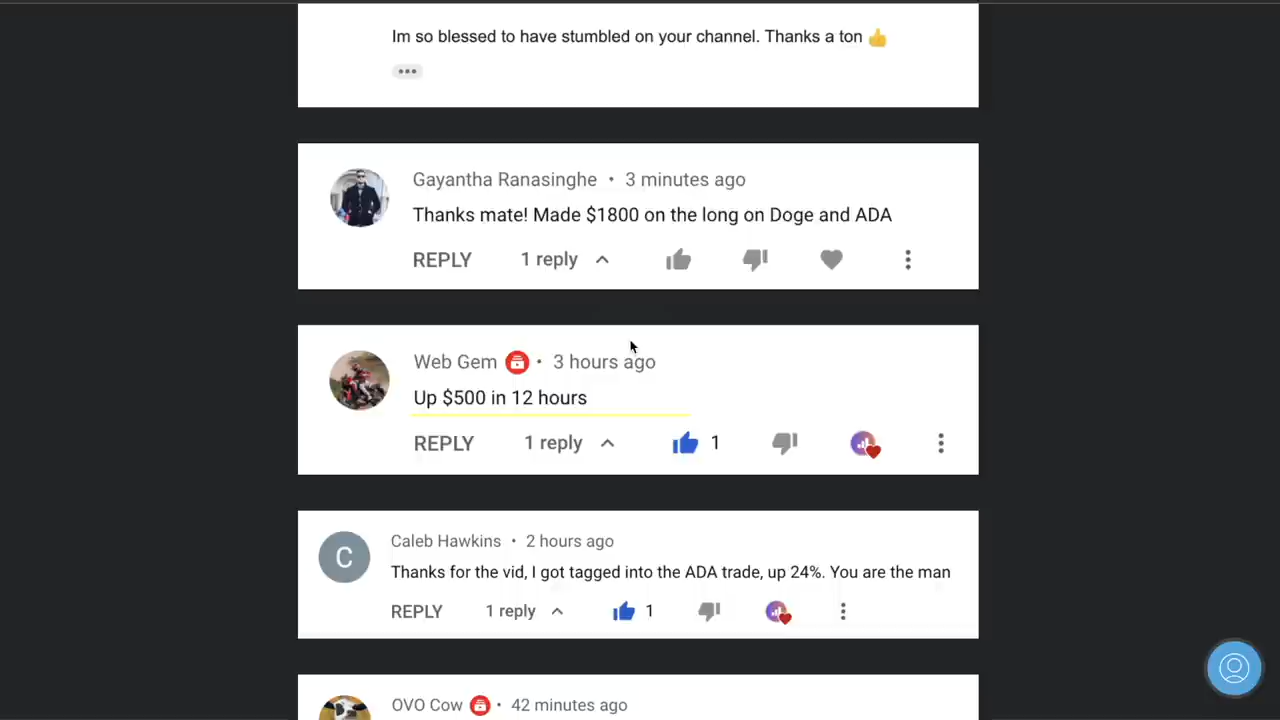 Im so blessed to have stumbled on your channel. Thanks a ton 👍
•••
Gayantha Ranasinghe • 3 minutes ago
Thanks mate! Made $1800 on the long on Doge and ADA
REPLY 1 reply
Web Gem • 3 hours ago
Up $500 in 12 hours
REPLY 1 reply 1
C
Caleb Hawkins • 2 hours ago
Thanks for the vid, I got tagged into the ADA trade, up 24%. You are the man
REPLY 1 reply 1
OVO Cow • 42 minutes ago